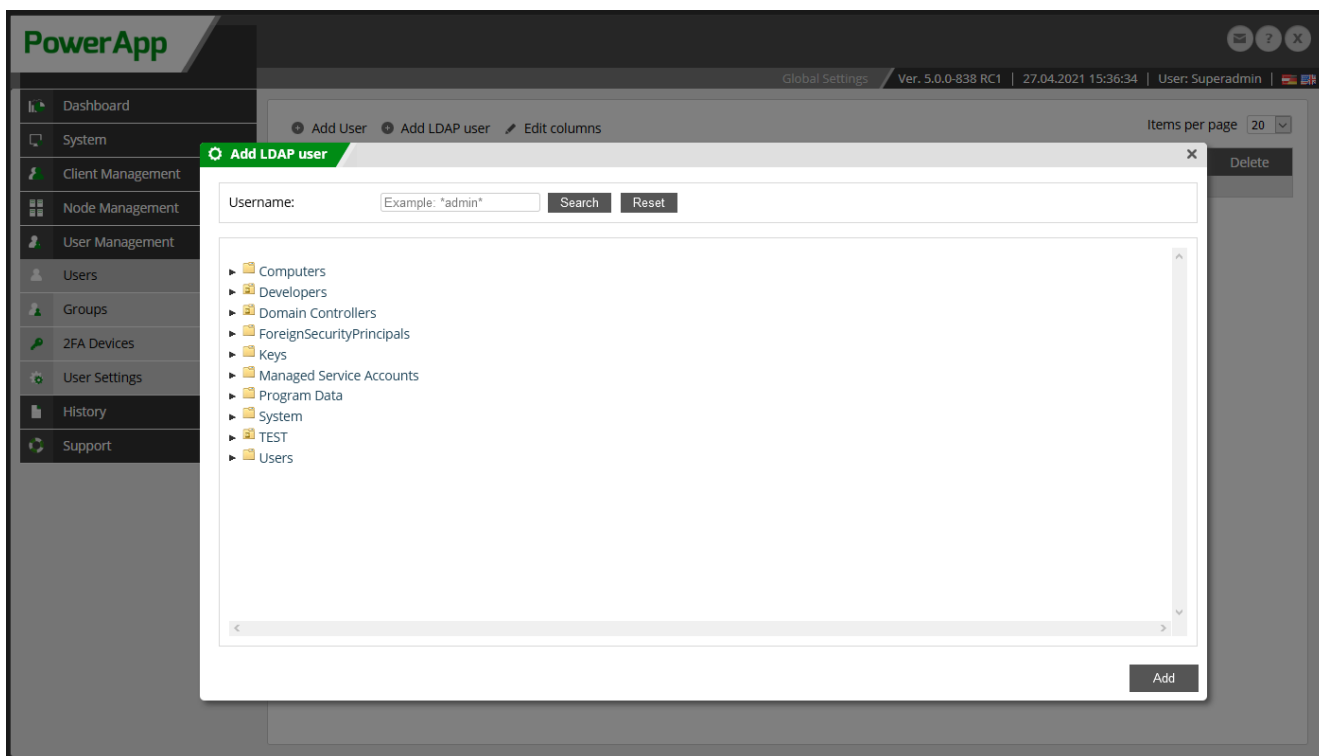 PowerApp
Global Settings
Ver. 5.0.0-838 RC1 | 27.04.2021 15:36:34 | User: Superadmin |
Dashboard
System
Client Management
Node Management
User Management
Users
Groups
2FA Devices
User Settings
History
Support
Add User Add LDAP user Edit columns
Items per page 20
Delete
Add LDAP user
Username: Example: *admin* Search Reset
Computers
Developers
Domain Controllers
ForeignSecurityPrincipals
Keys
Managed Service Accounts
Program Data
System
TEST
Users
Add